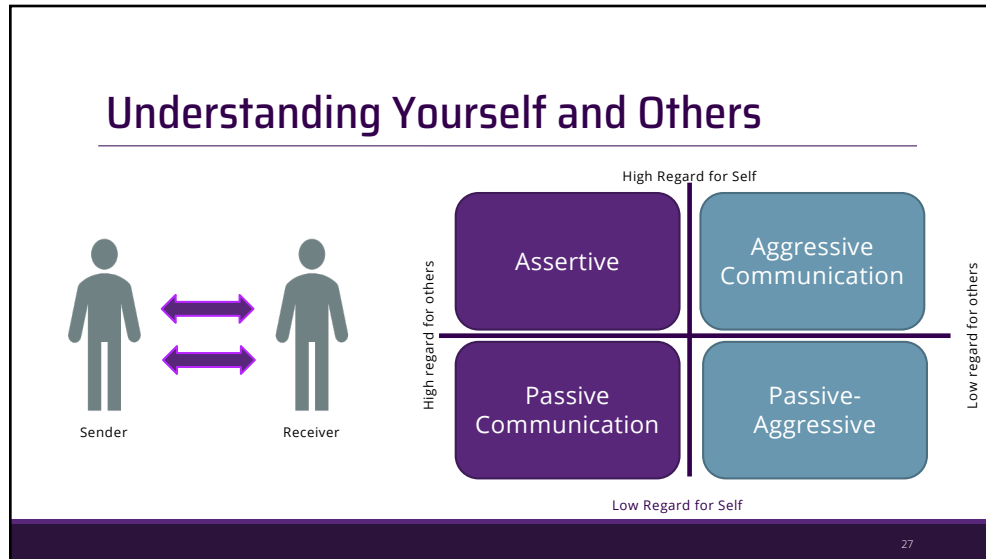 Understanding Yourself and Others
High Regard for Self
Assertive
Aggressive
Communication
High regard for others
Low regard for others
Passive
Communication
Passive-
Aggressive
Sender
Receiver
Low Regard for Self
27